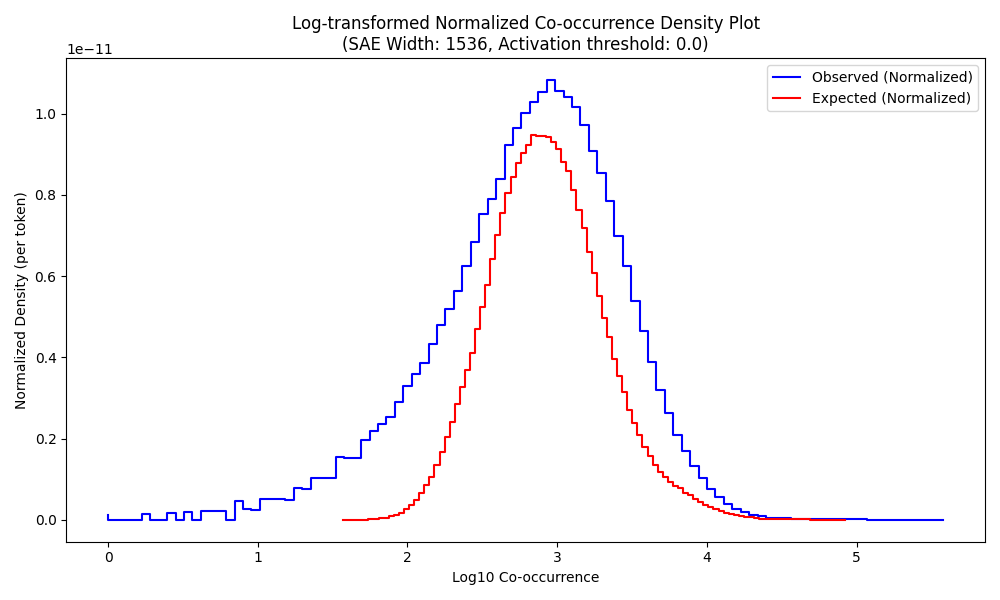 Log-transformed Normalized Co-occurrence Density Plot
(SAE Width: 1536, Activation threshold: 0.0)
1e−11
Observed (Normalized)
Expected (Normalized)
Normalized Density (per token)
1.0
0.8
0.6
0.4
0.2
0.0
0 1 2 3 4 5
Log10 Co-occurrence